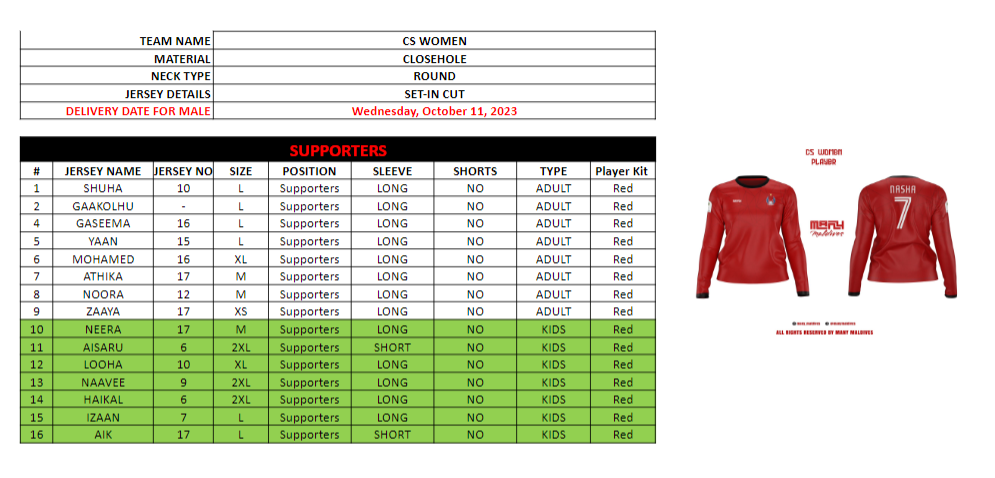 TEAM NAME CS WOMEN
MATERIAL CLOSEHOLE
NECK TYPE ROUND
JERSEY DETAILS SET-IN CUT
DELIVERY DATE FOR MALE Wednesday, October 11, 2023
SUPPORTERS
# JERSEY NAME JERSEY NO SIZE POSITION SLEEVE SHORTS TYPE Player Kit
1 SHUHA 10 L Supporters LONG NO ADULT Red
2 GAAKOLHU - L Supporters LONG NO ADULT Red
4 GASEEMA 16 L Supporters LONG NO ADULT Red
5 YAAN 15 L Supporters LONG NO ADULT Red
6 MOHAMED 16 XL Supporters LONG NO ADULT Red
7 ATHIKA 17 M Supporters LONG NO ADULT Red
8 NOORA 12 M Supporters LONG NO ADULT Red
9 ZAAYA 17 XS Supporters LONG NO ADULT Red
10 NEERA 17 M Supporters LONG NO KIDS Red
11 AISARU 6 2XL Supporters SHORT NO KIDS Red
12 LOOHA 10 XL Supporters LONG NO KIDS Red
13 NAAVEE 9 2XL Supporters LONG NO KIDS Red
14 HAIKAL 6 2XL Supporters LONG NO KIDS Red
15 IZAAN 7 L Supporters LONG NO KIDS Red
16 AIK 17 L Supporters SHORT NO KIDS Red
CS WOMEN
PLAYER
NASHA
7
MARY
Maldives
ALL RIGHTS RESERVED BY MARY MALDIVES